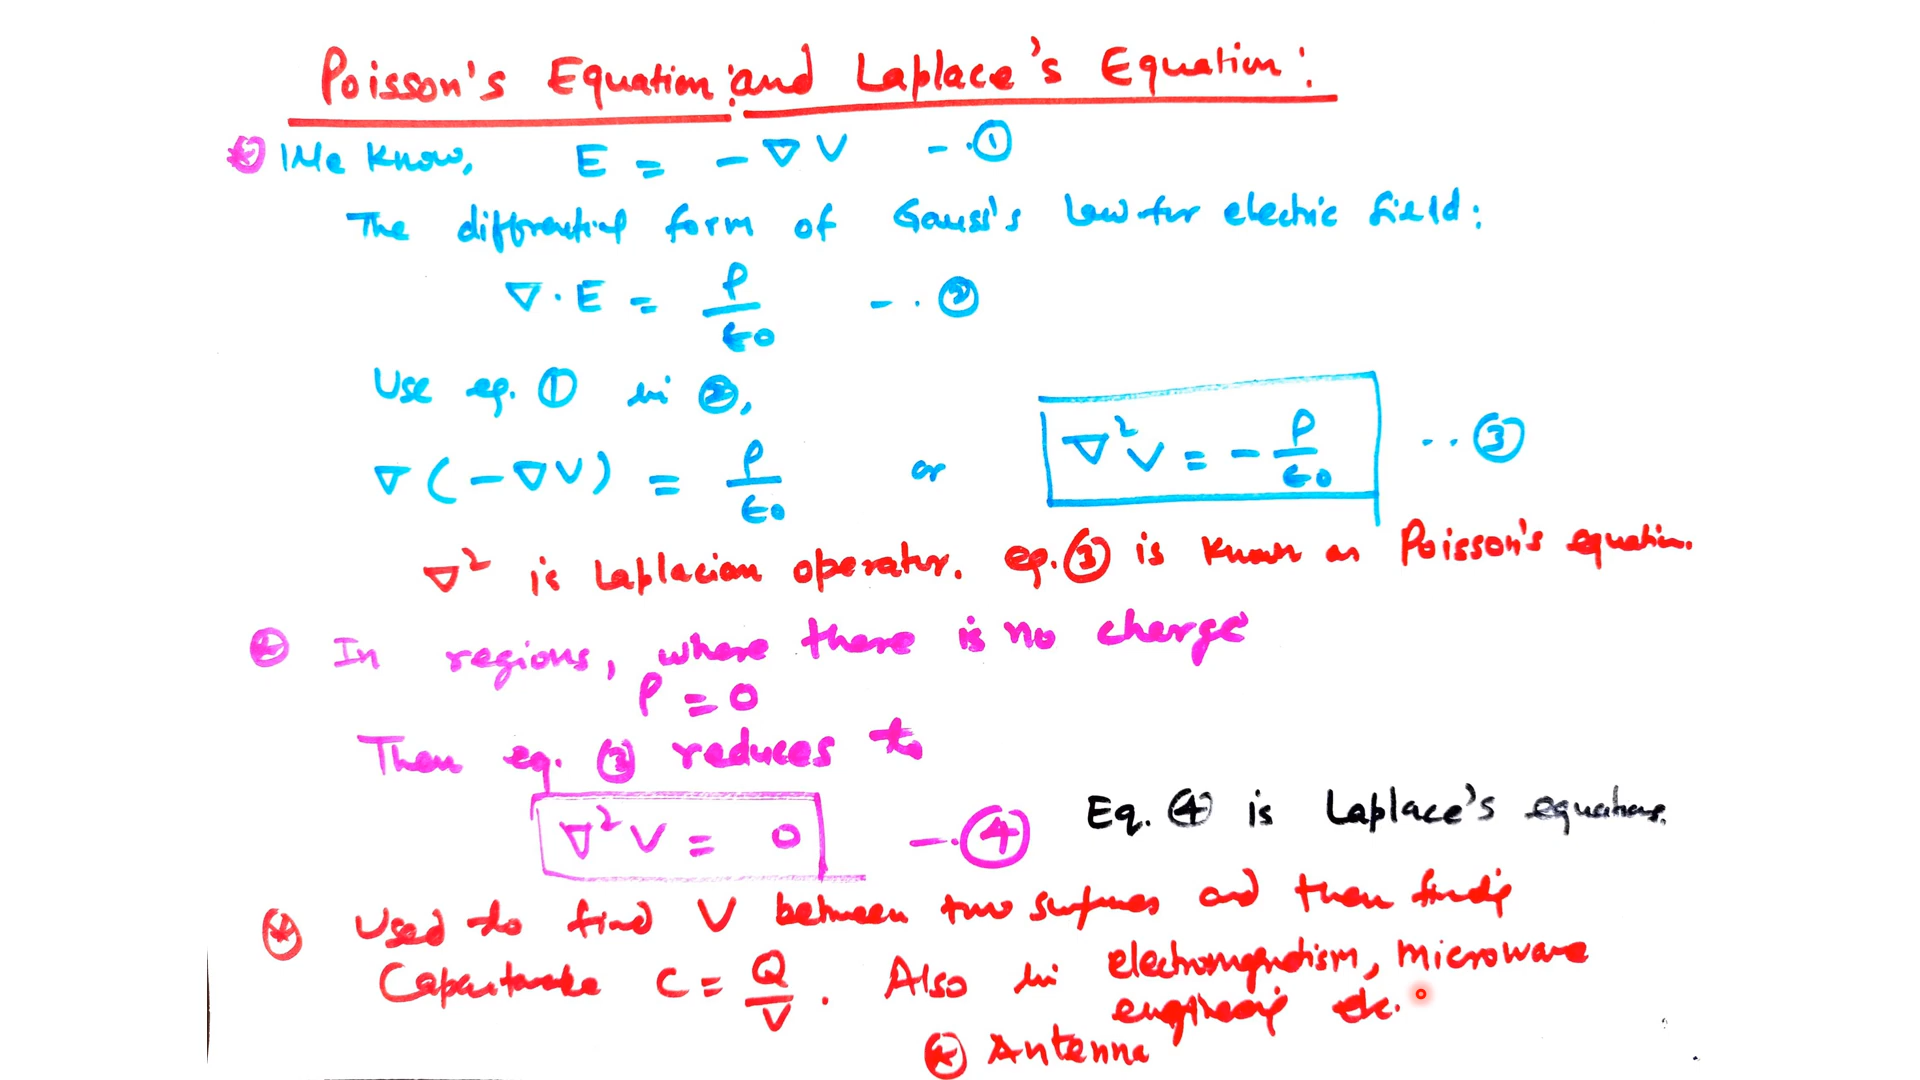 Poisson's Equation: and Laplace's Equation:
We know, E = - ∇V - . ①
The differential form of Gauss's law for electric field:
∇ . E = ρ/ϵ0 - . ②
Use eq. ① in ②,
∇(-∇V) = ρ/ϵ0 or ∇²V = - ρ/ϵ0 . . ③
∇² is Laplacian operator. eq. ③ is known as Poisson's equation.
In regions, where there is no charge
ρ = 0
Then eq. ③ reduces to
∇²V = 0 - . ④ Eq. ④ is Laplace's equations.
Used to find V between two surfaces and then finding
Capacitance C = Q/V . Also in electromagnetism, microwave
engineering etc.
Antenna